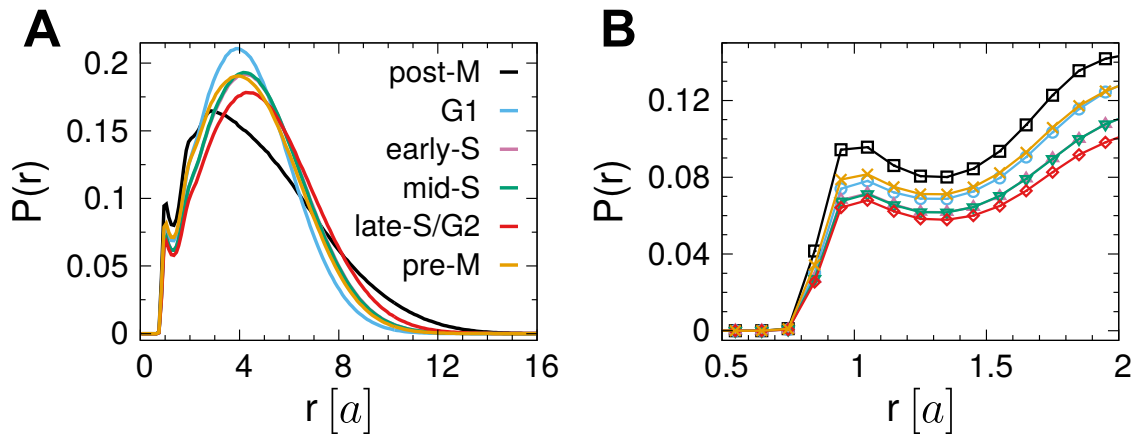 A
B
P(r)
0.2
0.15
0.1
0.05
0
post-M
G1
early-S
mid-S
late-S/G2
pre-M
0 4 8 12 16
r [a]
P(r)
0.12
0.08
0.04
0
0.5 1 1.5 2
r [a]